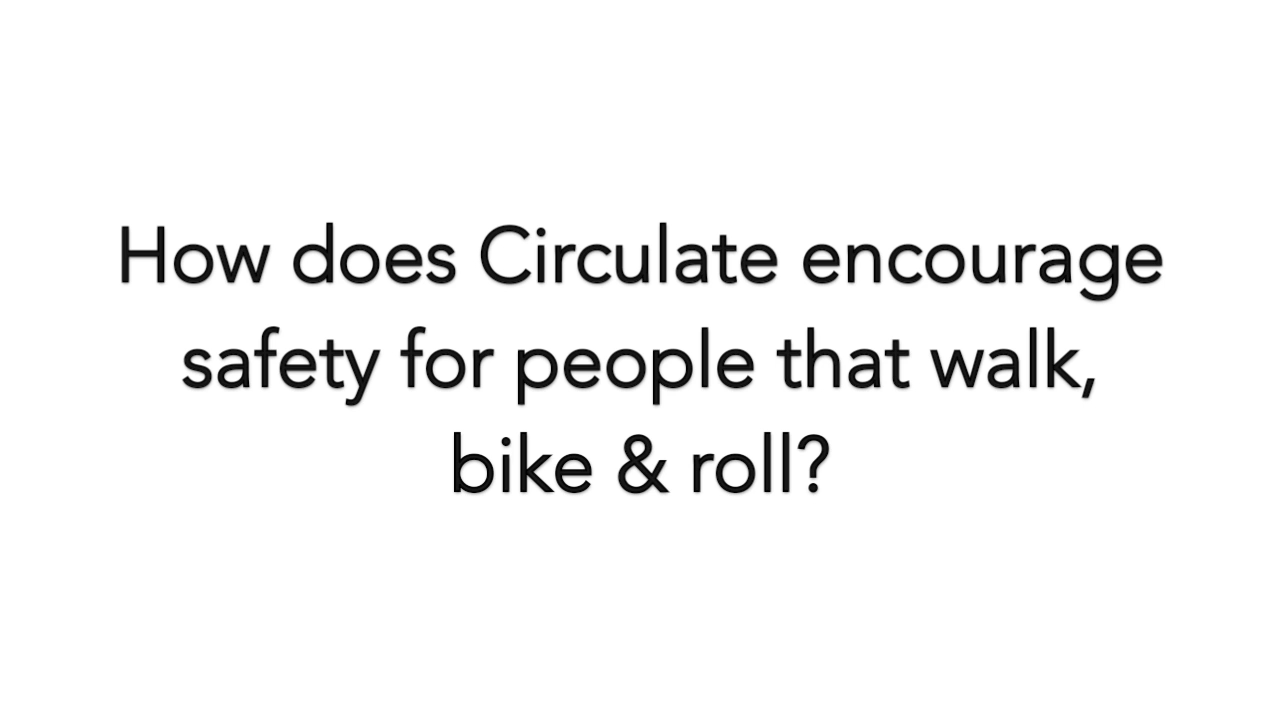 How does Circulate encourage
safety for people that walk,
bike & roll?